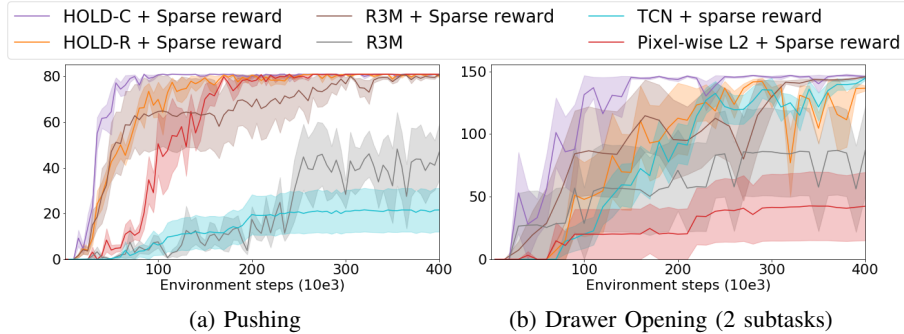 HOLD-C + Sparse reward R3M + Sparse reward TCN + sparse reward
HOLD-R + Sparse reward R3M Pixel-wise L2 + Sparse reward
80
60
40
20
0
100 200 300 400
Environment steps (10e3)
(a) Pushing
150
100
50
0
100 200 300 400
Environment steps (10e3)
(b) Drawer Opening (2 subtasks)